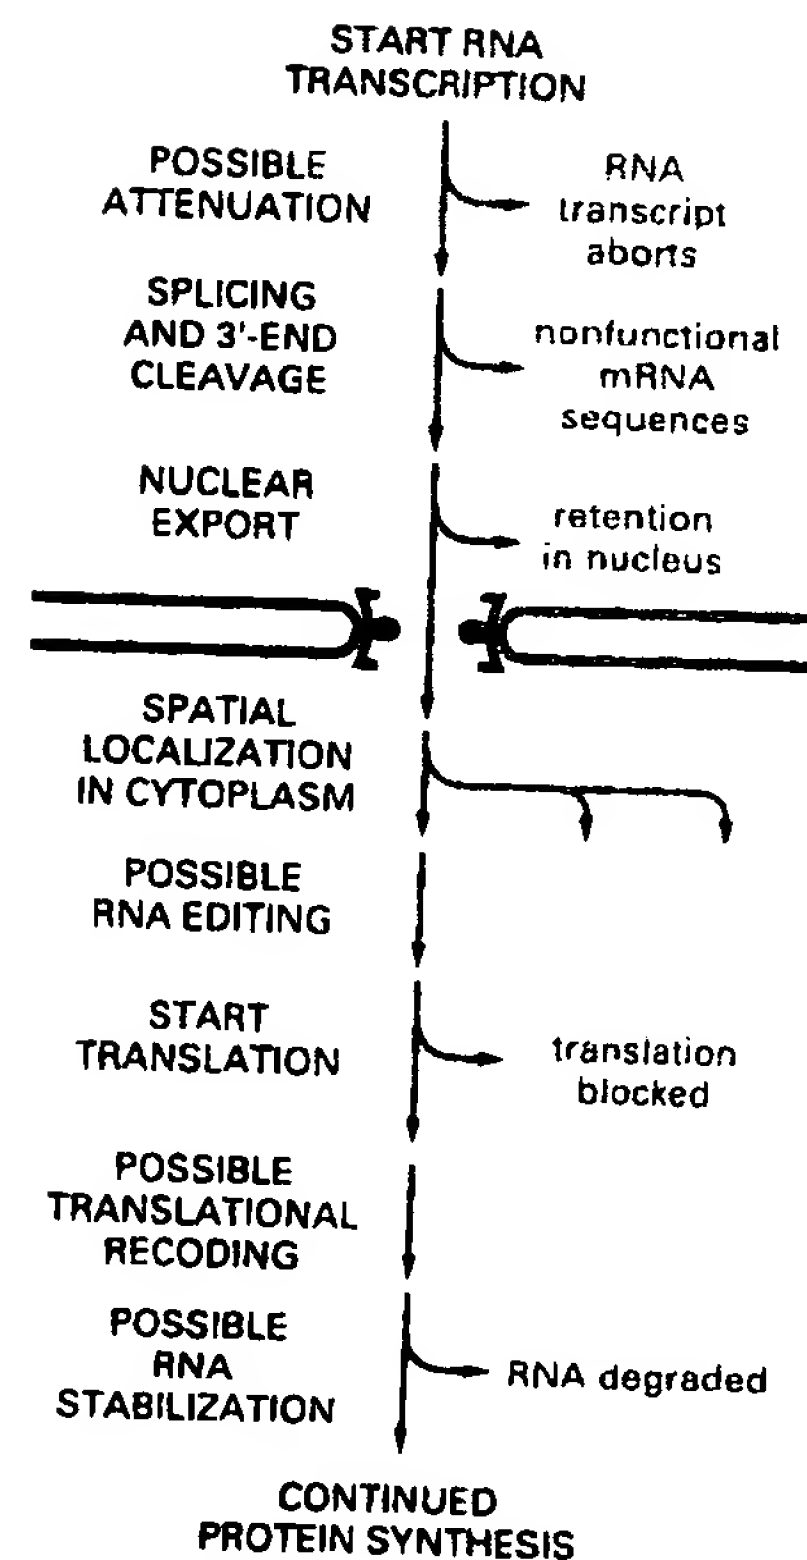 START RNA
TRANSCRIPTION
POSSIBLE
ATTENUATION
RNA
transcript
aborts
SPLICING
AND 3'-END
CLEAVAGE
nonfunctional
mRNA
sequences
NUCLEAR
EXPORT
retention
in nucleus
SPATIAL
LOCALIZATION
IN CYTOPLASM
POSSIBLE
RNA EDITING
START
TRANSLATION
translation
blocked
POSSIBLE
TRANSLATIONAL
RECODING
POSSIBLE
RNA
STABILIZATION
RNA degraded
CONTINUED
PROTEIN SYNTHESIS